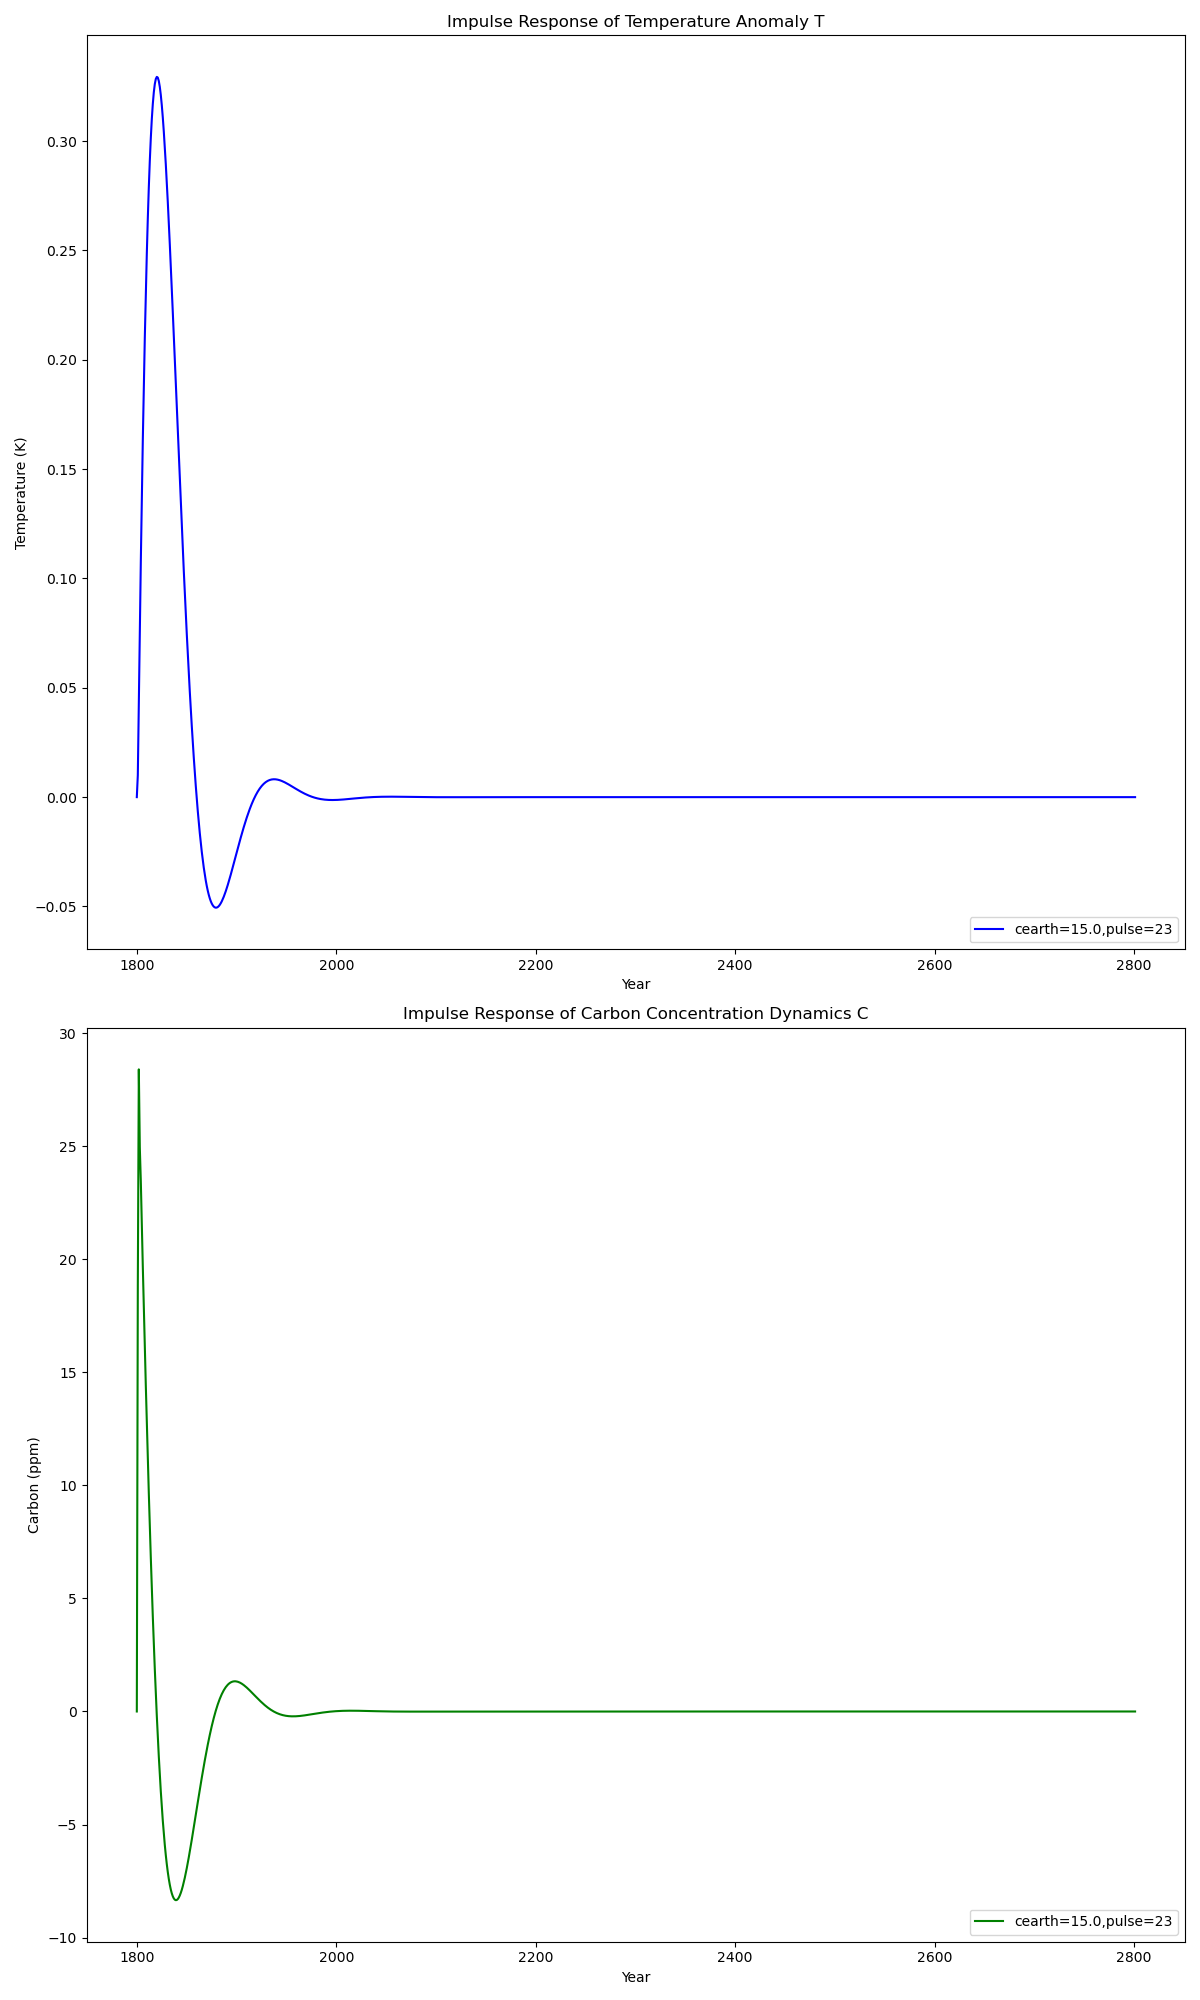 Impulse Response of Temperature Anomaly T
0.30
0.25
0.20
0.15
0.10
0.05
0.00
−0.05
Temperature (K)
cearth=15.0,pulse=23
1800 2000 2200 2400 2600 2800
Year
Impulse Response of Carbon Concentration Dynamics C
30
25
20
15
10
5
0
−5
−10
Carbon (ppm)
cearth=15.0,pulse=23
1800 2000 2200 2400 2600 2800
Year